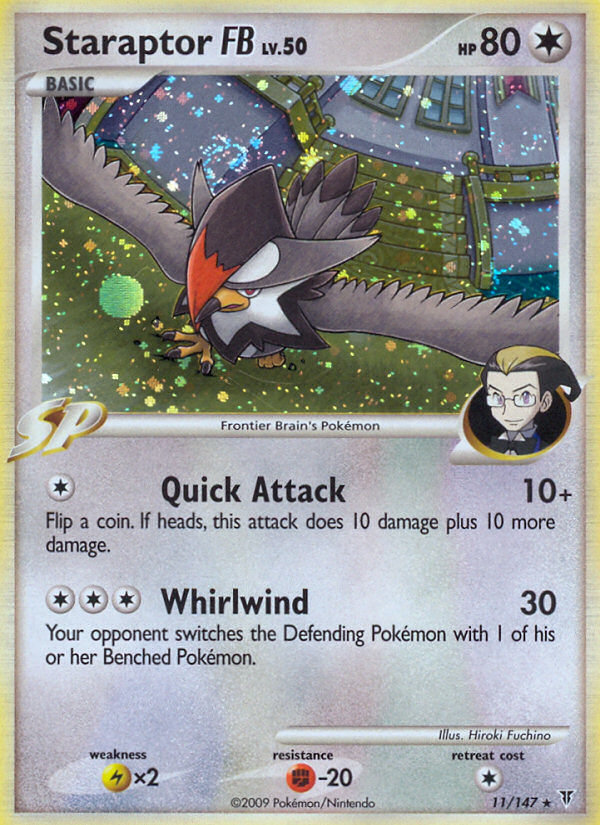 Staraptor FB LV.50
HP 80
BASIC
SP
Frontier Brain's Pokémon
Quick Attack 10+
Flip a coin. If heads, this attack does 10 damage plus 10 more
damage.
Whirlwind 30
Your opponent switches the Defending Pokémon with 1 of his
or her Benched Pokémon.
Illus. Hiroki Fuchino
weakness resistance retreat cost
×2 -20
©2009 Pokémon/Nintendo 11/147